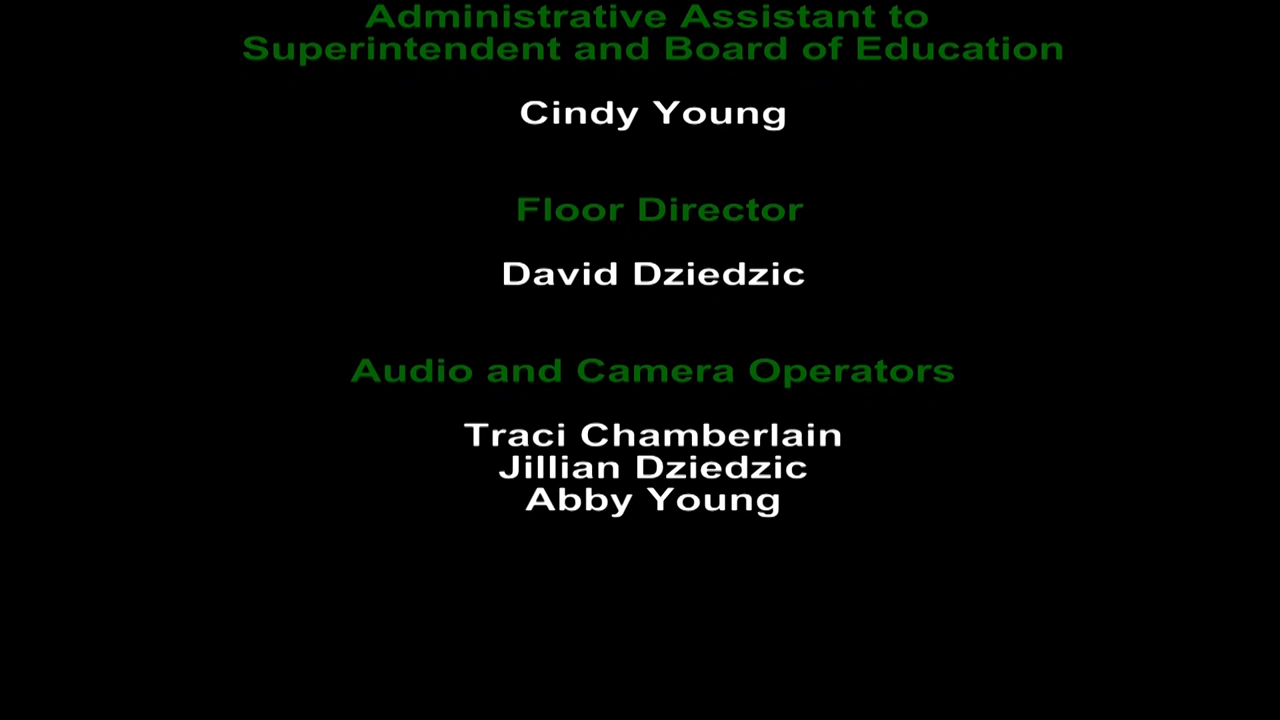 Administrative Assistant to
Superintendent and Board of Education
Cindy Young
Floor Director
David Dziedzic
Audio and Camera Operators
Traci Chamberlain
Jillian Dziedzic
Abby Young